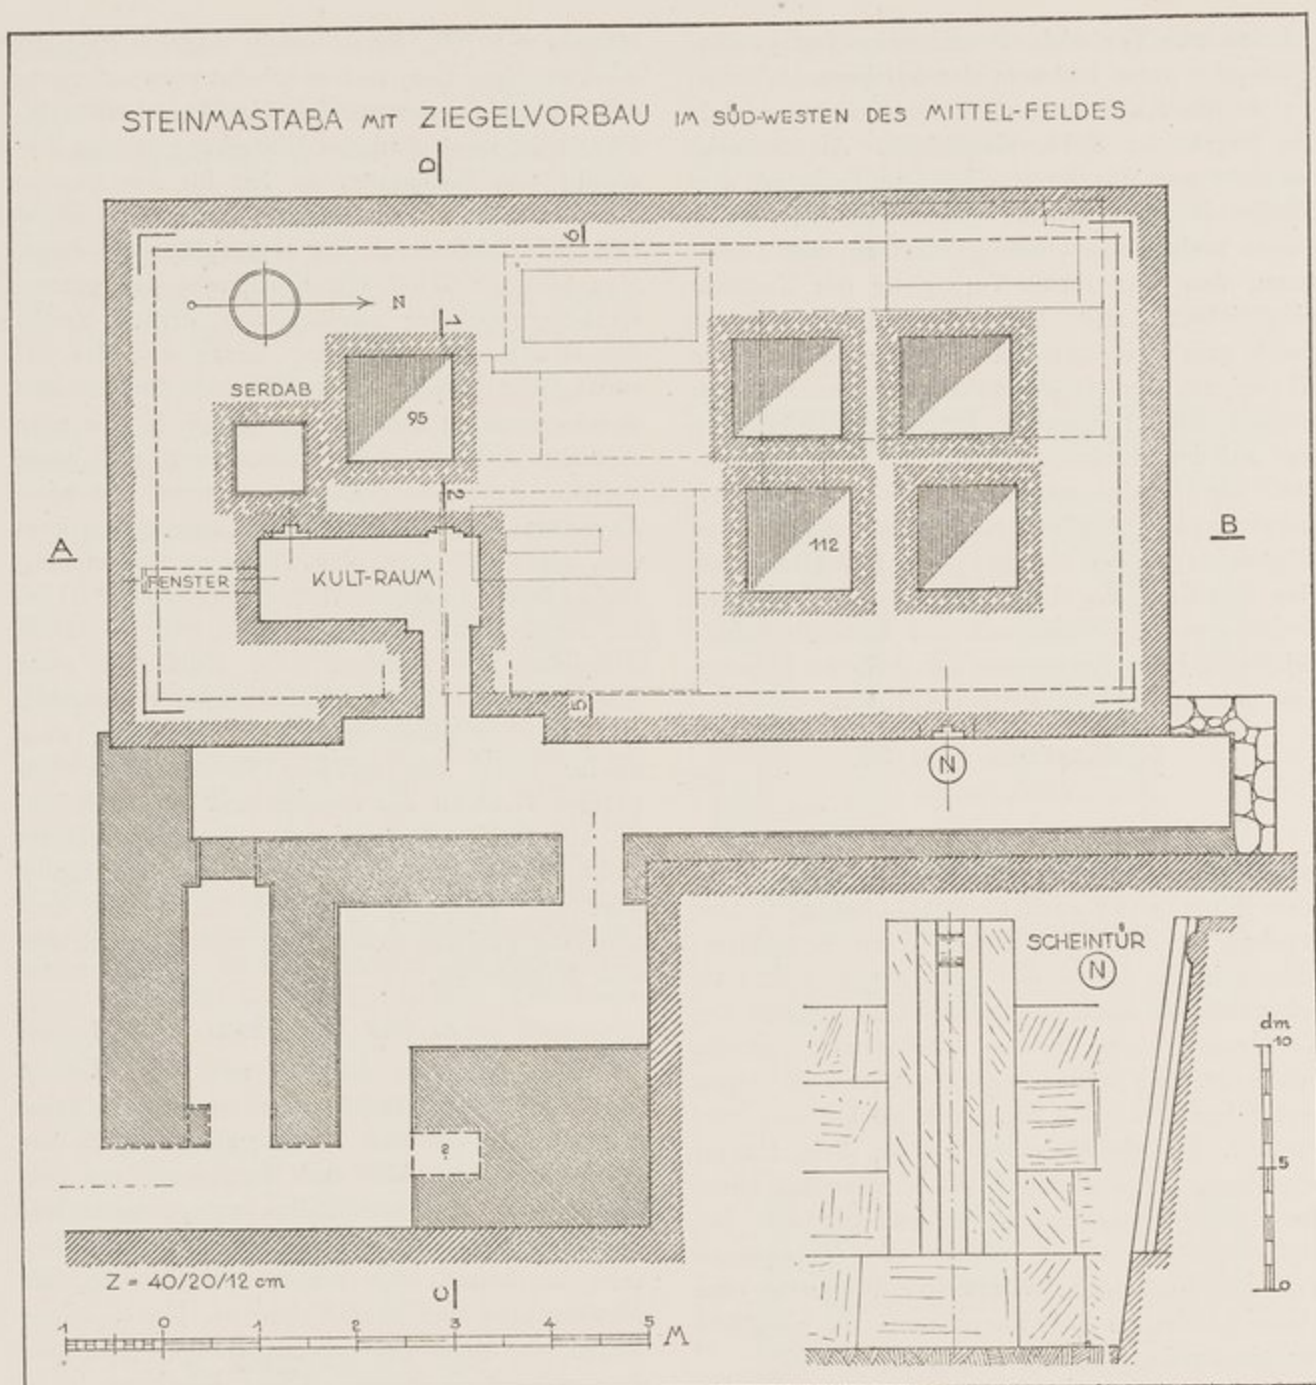 STEINMASTABA MIT ZIEGELVORBAU IM SÜD-WESTEN DES MITTEL-FELDES
D
6
N
1
SERDAB
95
2
112
A
B
FENSTER
KULT-RAUM
5
N
SCHEINTÜR
N
dm
10
5
0
?
Z = 40/20/12 cm
C
1 0 1 2 3 4 5 M